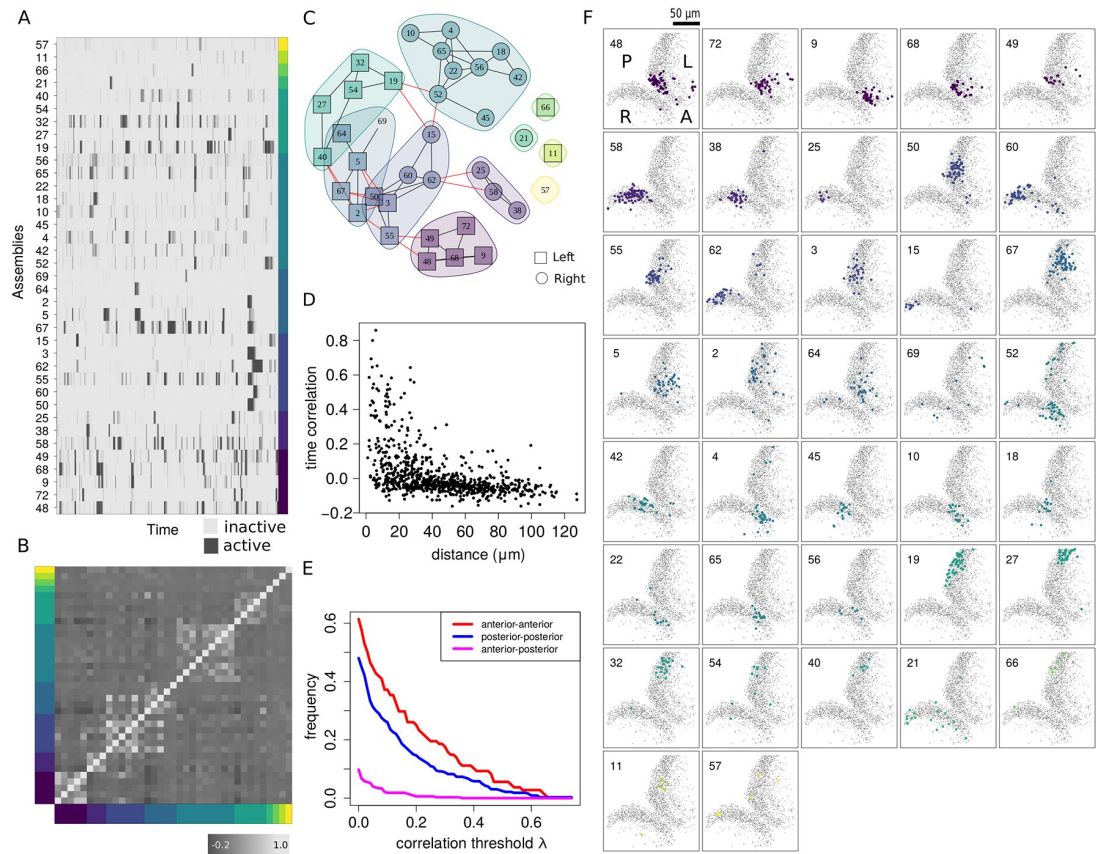 A
Assemblies
57
11
66
21
40
54
32
27
19
56
65
22
18
10
45
4
42
52
69
64
2
5
67
15
3
62
55
60
50
25
38
58
49
68
9
72
48
Time
inactive
active
B
-0.2 1.0
C
10 4
65 18
22 56 42
52
45
32
19
54
27
64 69
40
5
15
60 62
67 50 3
2
55
25
58
38
72
49
48 68 9
66
21
11
57
Left
Right
D
time correlation
0.8
0.6
0.4
0.2
0.0
−0.2
0 20 40 60 80 100 120
distance (μm)
E
frequency
0.6
0.4
0.2
0.0
anterior-anterior
posterior-posterior
anterior-posterior
0.0 0.2 0.4 0.6
correlation threshold λ
F
50 μm
48 72 9 68 49
P L
R A
58 38 25 50 60
55 62 3 15 67
5 2 64 69 52
42 4 45 10 18
22 65 56 19 27
32 54 40 21 66
11 57